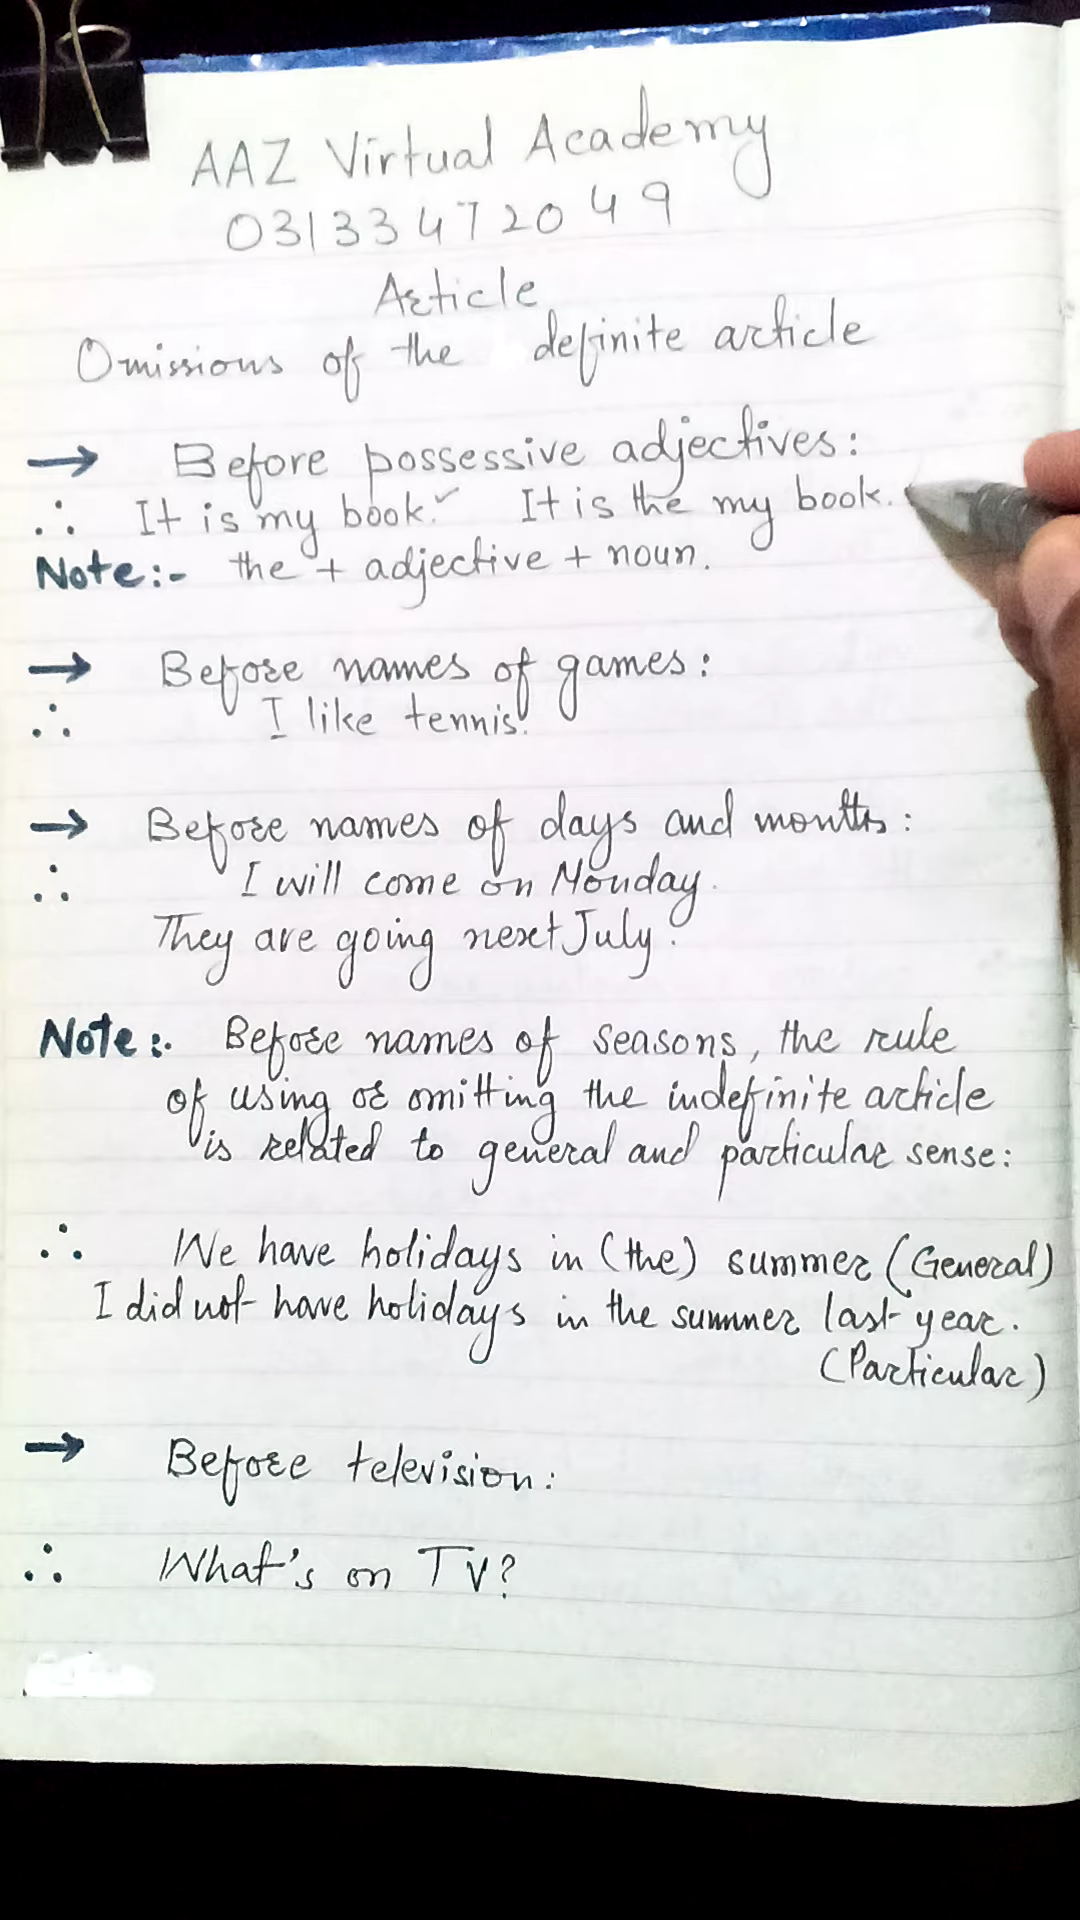 AAZ Virtual Academy
03133472049
Article
Omissions of the definite article
→ Before possessive adjectives:
∴ It is my book.✓ It is the my book.
Note:- the + adjective + noun.
→ Before names of games:
∴ I like tennis.
→ Before names of days and months:
∴ I will come on Monday.
They are going next July.
Note:- Before names of seasons, the rule
of using or omitting the indefinite article
is related to general and particular sense:
∴ We have holidays in (the) summer (General)
I did not have holidays in the summer last year.
(Particular)
→ Before television:
∴ What's on TV?